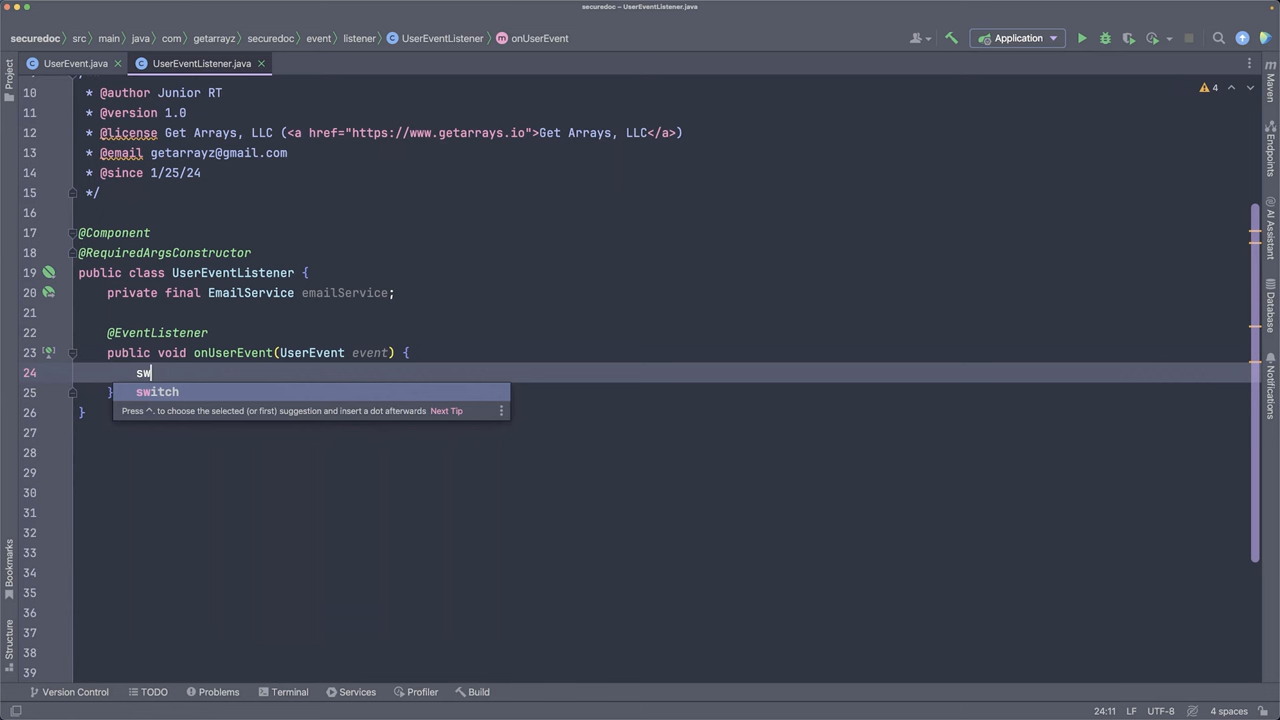 securedoc – UserEventListener.java
securedoc src main java com getarrayz securedoc event listener UserEventListener onUserEvent Application
UserEvent.java UserEventListener.java
Project
Maven
Endpoints
AI Assistant
Database
Notifications
4
10 * @author Junior RT
11 * @version 1.0
12 * @license Get Arrays, LLC (<a href="https://www.getarrays.io">Get Arrays, LLC</a>)
13 * @email getarrayz@gmail.com
14 * @since 1/25/24
15 */
16
17 @Component
18 @RequiredArgsConstructor
19 public class UserEventListener {
20 private final EmailService emailService;
21
22 @EventListener
23 public void onUserEvent(UserEvent event) {
24 sw
switch
25 }
Press ^. to choose the selected (or first) suggestion and insert a dot afterwards Next Tip
26 }
27
28
29
30
31
32
33
34
35
36
37
38
39
Bookmarks
Structure
Version Control TODO Problems Terminal Services Profiler Build
24:11 LF UTF-8 4 spaces